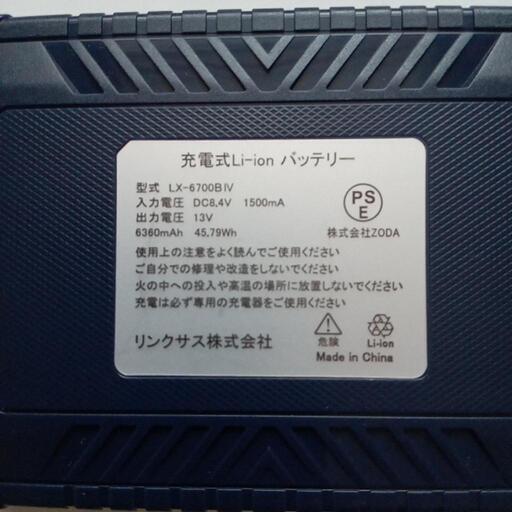 充電式Li-ion バッテリー
型式 LX-6700BⅣ
入力電圧 DC8.4V 1500mA
出力電圧 13V
6360mAh 45.79Wh
PS
E
株式会社ZODA
使用上の注意をよく読んでご使用ください
ご自分での修理や改造をしないでください
火の中への投入や高温の場所に放置しないでください
充電は必ず専用の充電器をご使用ください
リンクサス株式会社
危険
Li-ion
Made in China